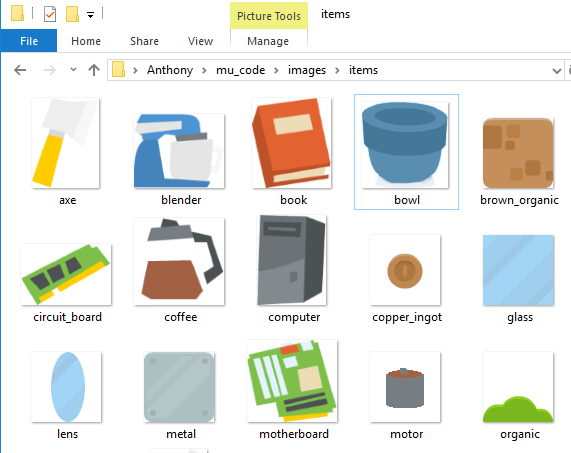 Picture Tools items
File Home Share View Manage
Anthony mu_code images items
axe blender book bowl brown_organic
circuit_board coffee computer copper_ingot glass
lens metal motherboard motor organic